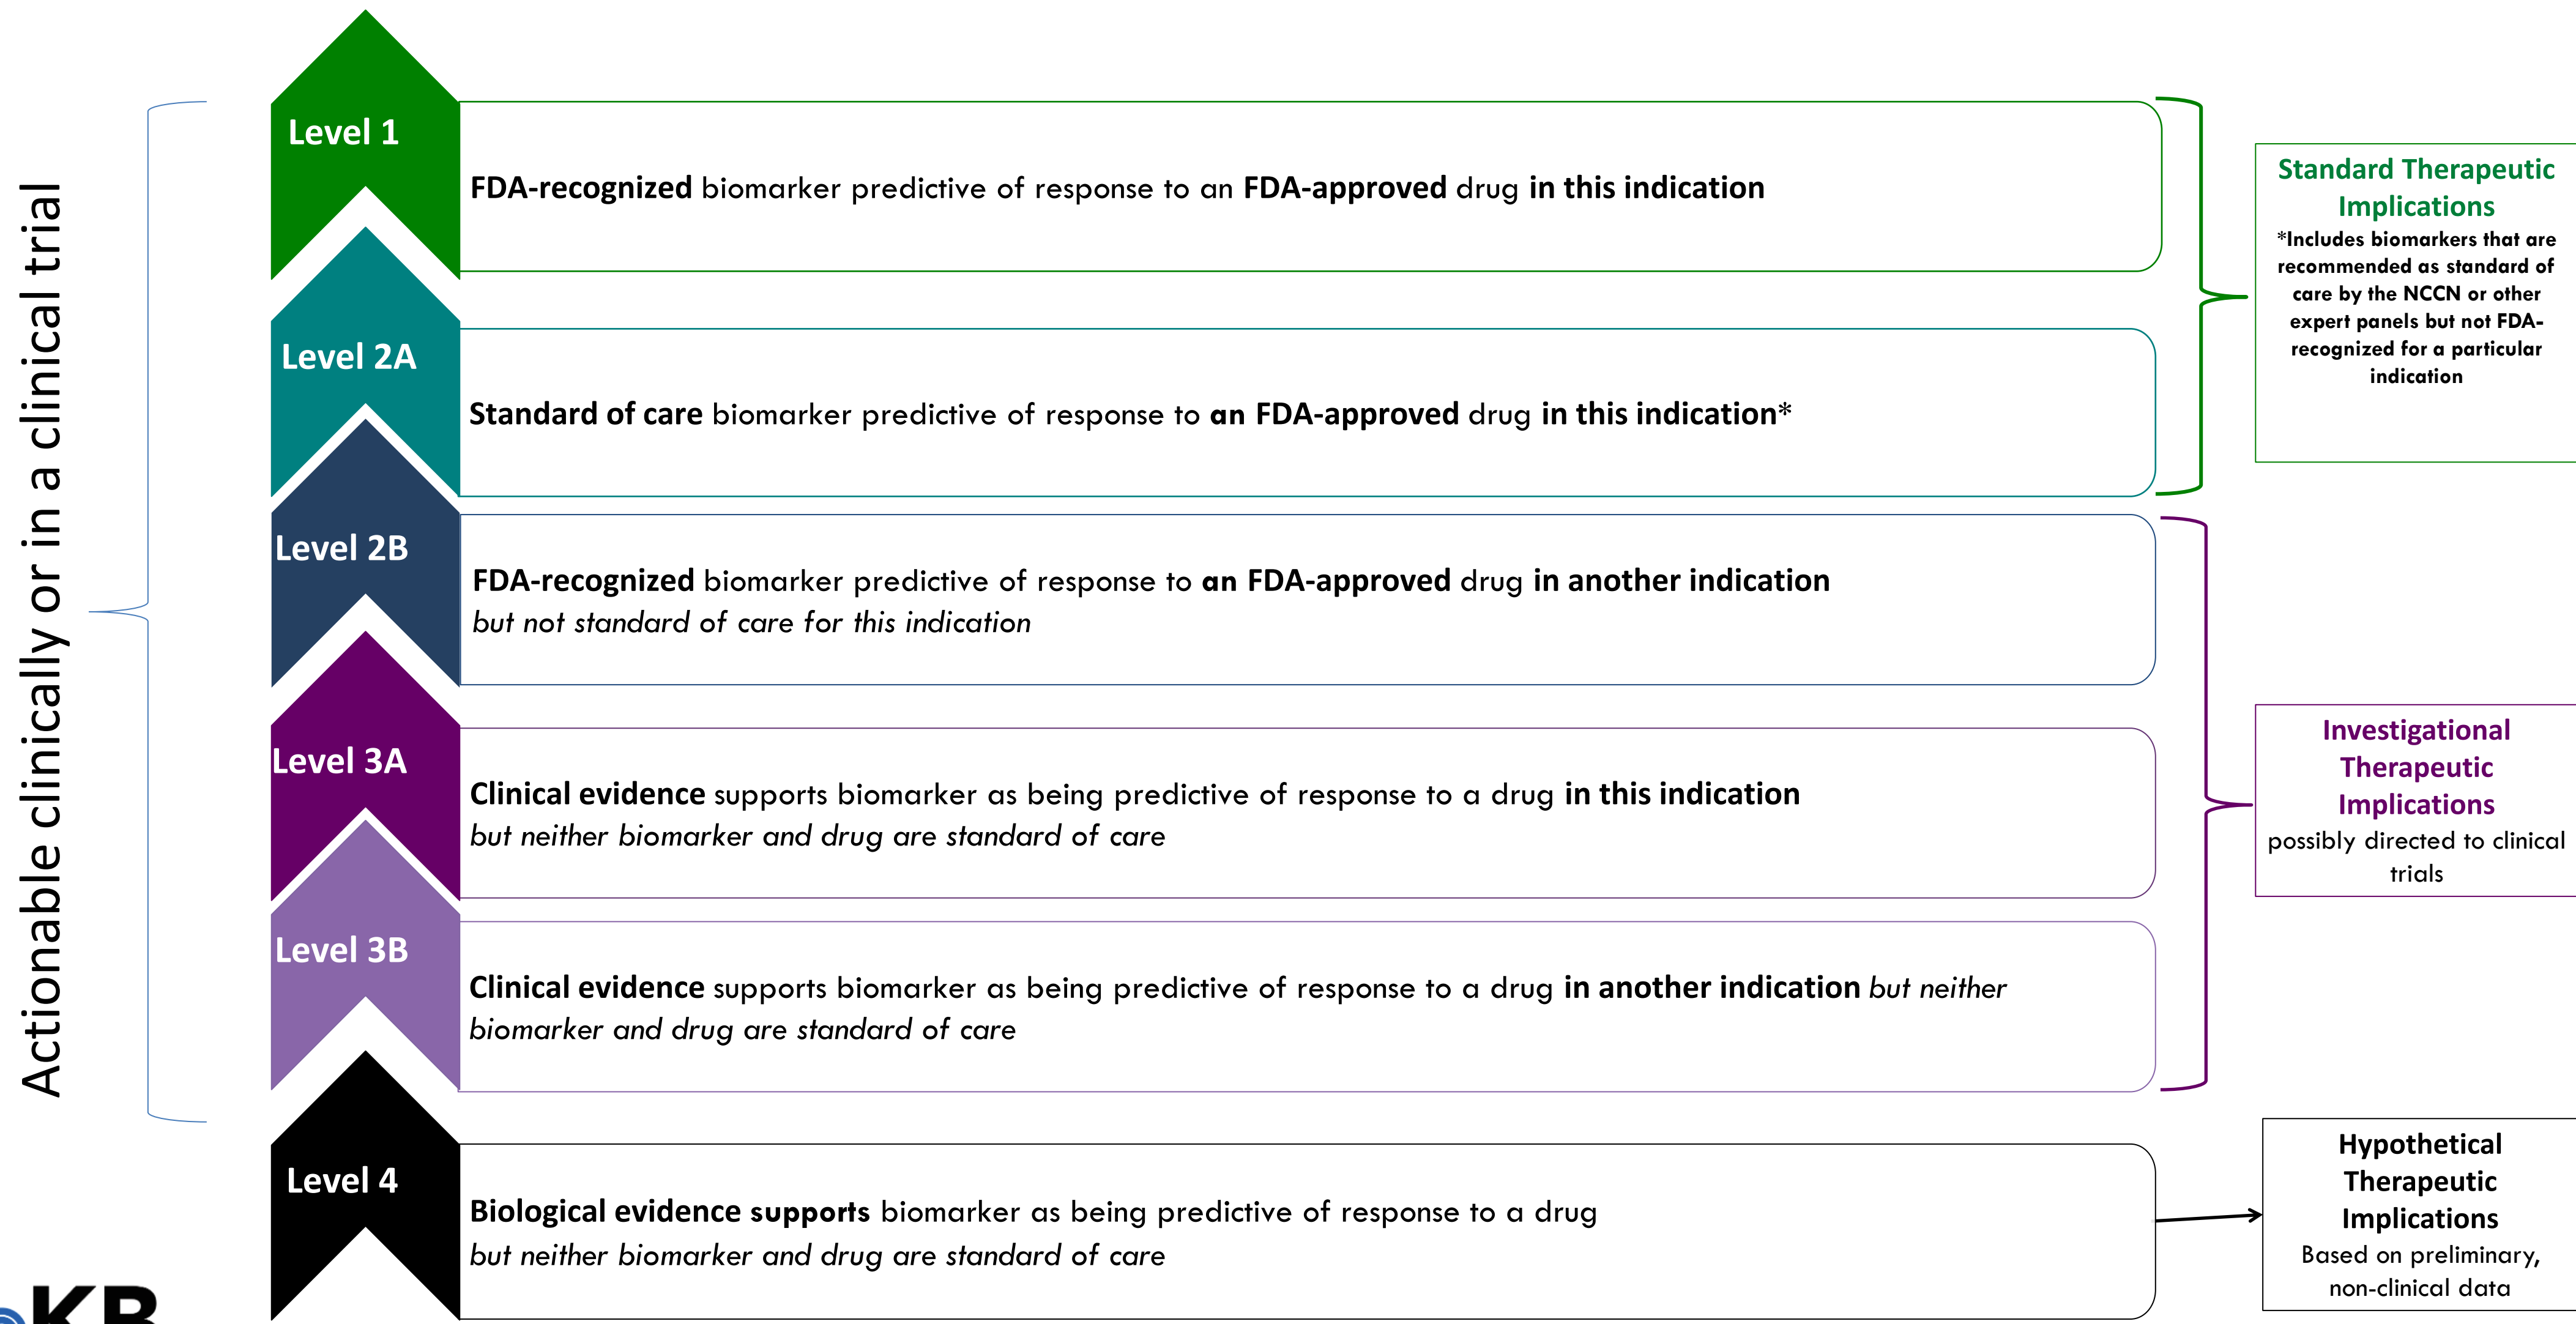 Actionable clinically or in a clinical trial
Level 1
FDA-recognized biomarker predictive of response to an FDA-approved drug in this indication
Level 2A
Standard of care biomarker predictive of response to an FDA-approved drug in this indication*
Level 2B
FDA-recognized biomarker predictive of response to an FDA-approved drug in another indication
but not standard of care for this indication
Level 3A
Clinical evidence supports biomarker as being predictive of response to a drug in this indication
but neither biomarker and drug are standard of care
Level 3B
Clinical evidence supports biomarker as being predictive of response to a drug in another indication but neither
biomarker and drug are standard of care
Level 4
Biological evidence supports biomarker as being predictive of response to a drug
but neither biomarker and drug are standard of care
Standard Therapeutic
Implications
*Includes biomarkers that are
recommended as standard of
care by the NCCN or other
expert panels but not FDA-
recognized for a particular
indication
Investigational
Therapeutic
Implications
possibly directed to clinical
trials
Hypothetical
Therapeutic
Implications
Based on preliminary,
non-clinical data
KB